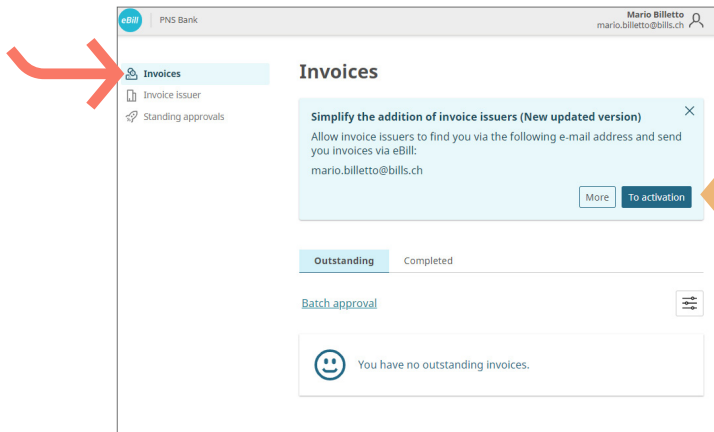 eBill
PNS Bank
Mario Billetto
mario.billetto@bills.ch
Invoices
Invoice issuer
Standing approvals
Invoices
Simplify the addition of invoice issuers (New updated version)
Allow invoice issuers to find you via the following e-mail address and send
you invoices via eBill:
mario.billetto@bills.ch
More
To activation
Outstanding
Completed
Batch approval
You have no outstanding invoices.